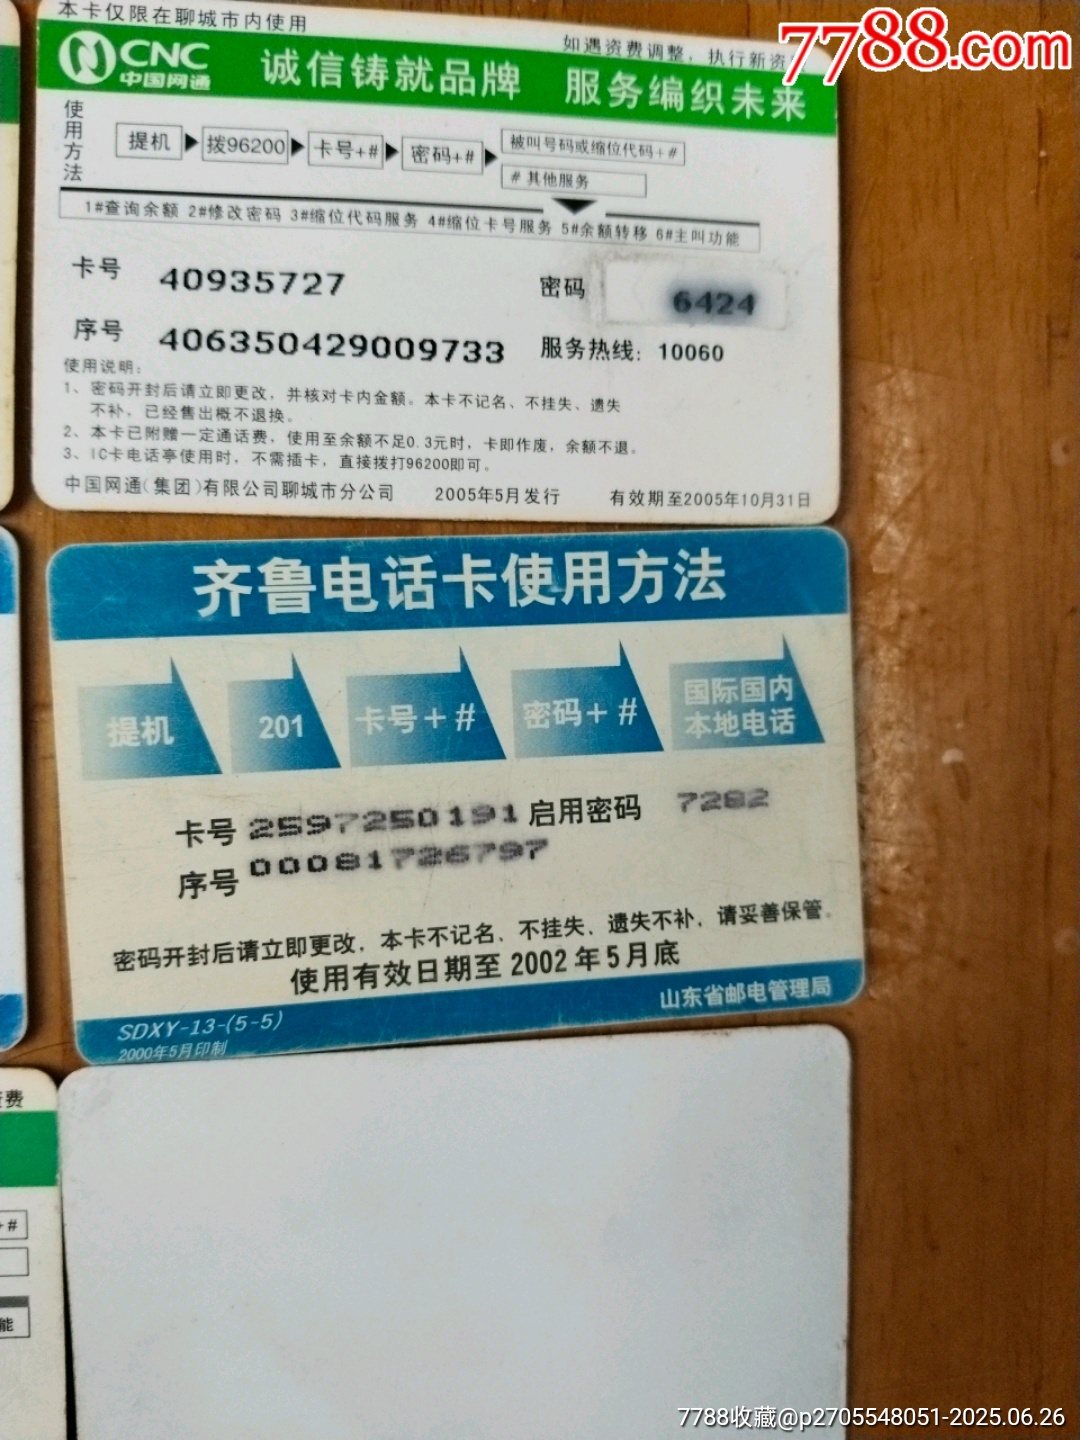 本卡仅限在聊城市内使用
如遇资费调整，执行新资
7788.com
CNC
中国网通
诚信铸就品牌 服务编织未来
使用方法
提机 拨96200 卡号+# 密码+# 被叫号码或缩位代码+#
# 其他服务
1#查询余额 2#修改密码 3#缩位代码服务 4#缩位卡号服务 5#余额转移 6#主叫功能
卡号 40935727 密码 6424
序号 406350429009733 服务热线：10060
使用说明：
1、密码开封后请立即更改，并核对卡内金额。本卡不记名、不挂失、遗失
不补，已经售出概不退换。
2、本卡已附赠一定通话费，使用至余额不足0.3元时，卡即作废，余额不退。
3、IC卡电话亭使用时，不需插卡，直接拨打96200即可。
中国网通(集团)有限公司聊城市分公司 2005年5月发行 有效期至2005年10月31日
齐鲁电话卡使用方法
提机 201 卡号+# 密码+# 国际国内
本地电话
卡号 2597250191 启用密码 7282
序号 00081726797
密码开封后请立即更改，本卡不记名、不挂失、遗失不补，请妥善保管。
使用有效日期至 2002 年 5 月底
山东省邮电管理局
SDXY-13-(5-5)
2000年5月印制
费
+#
能
7788收藏@p2705548051-2025.06.26